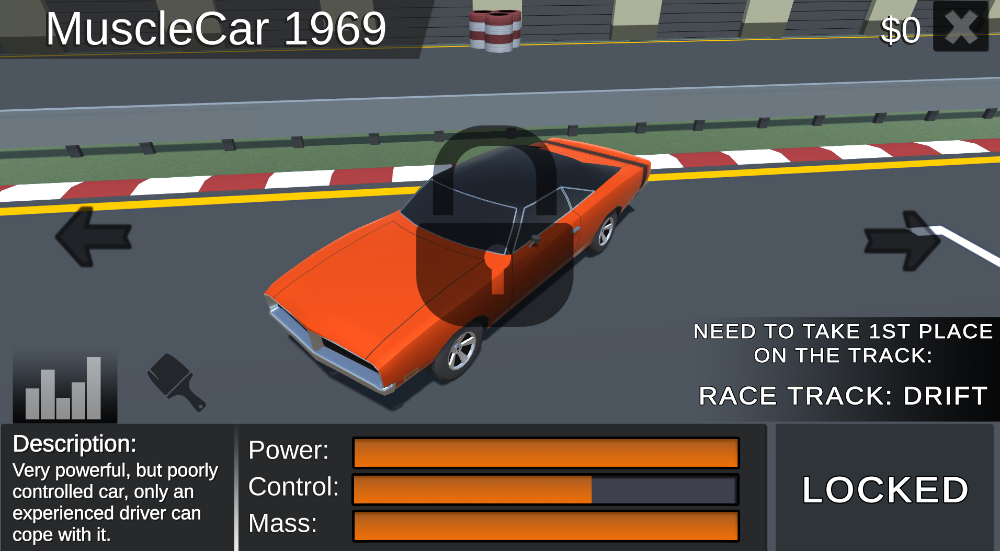 MuscleCar 1969
$0
NEED TO TAKE 1ST PLACE
ON THE TRACK:
RACE TRACK: DRIFT
Description:
Very powerful, but poorly
controlled car, only an
experienced driver can
cope with it.
Power:
Control:
Mass:
LOCKED